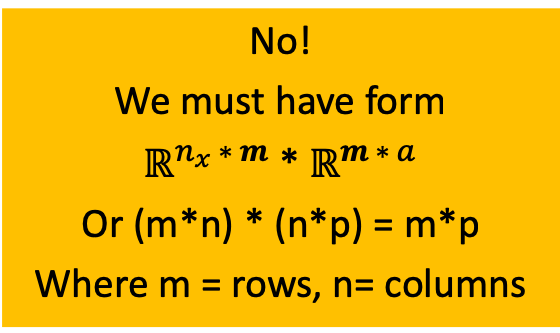 No!
We must have form
ℝ^{n_x * m} * ℝ^{m * a}
Or (m*n) * (n*p) = m*p
Where m = rows, n= columns